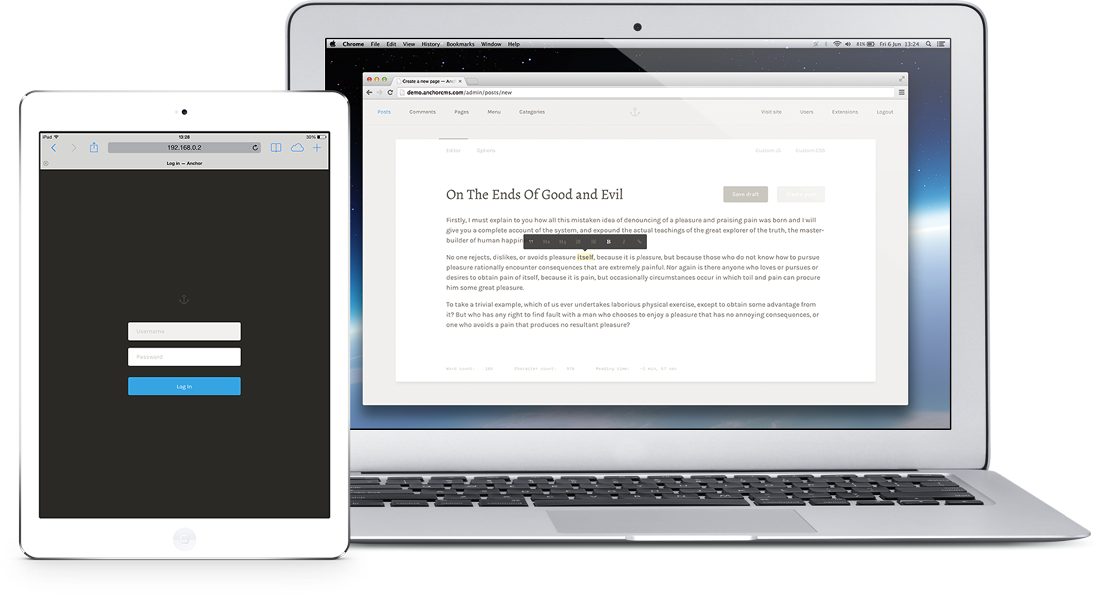 iPad
13:26
30%
192.168.0.2
Log in — Anchor
Username
Password
Log in
Chrome File Edit View History Bookmarks Window Help
81% Fri 6 Jun 13:24
Create a new page — Anc
demo.anchorcms.com/admin/posts/new
Posts Comments Pages Menu Categories Visit site Users Extensions Logout
Editor Options Custom JS Custom CSS
On The Ends Of Good and Evil
Save draft
Firstly, I must explain to you how all this mistaken idea of denouncing of a pleasure and praising pain was born and I will
give you a complete account of the system, and expound the actual teachings of the great explorer of the truth, the master-
builder of human happin
B I
No one rejects, dislikes, or avoids pleasure itself, because it is pleasure, but because those who do not know how to pursue
pleasure rationally encounter consequences that are extremely painful. Nor again is there anyone who loves or pursues or
desires to obtain pain of itself, because it is pain, but occasionally circumstances occur in which toil and pain can procure
him some great pleasure.
To take a trivial example, which of us ever undertakes laborious physical exercise, except to obtain some advantage from
it? But who has any right to find fault with a man who chooses to enjoy a pleasure that has no annoying consequences, or
one who avoids a pain that produces no resultant pleasure?
Word count: Character count: Reading time: